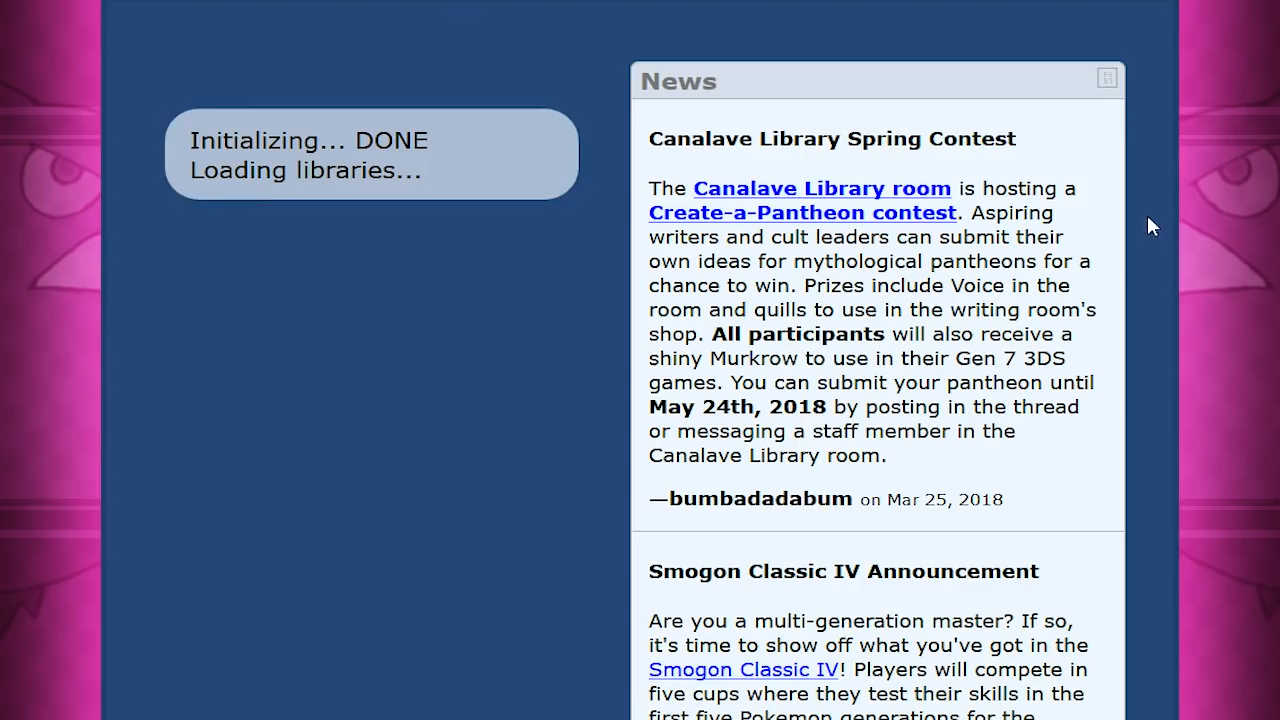 Initializing... DONE
Loading libraries...
News
Canalave Library Spring Contest
The Canalave Library room is hosting a
Create-a-Pantheon contest. Aspiring
writers and cult leaders can submit their
own ideas for mythological pantheons for a
chance to win. Prizes include Voice in the
room and quills to use in the writing room's
shop. All participants will also receive a
shiny Murkrow to use in their Gen 7 3DS
games. You can submit your pantheon until
May 24th, 2018 by posting in the thread
or messaging a staff member in the
Canalave Library room.
—bumbadadabum on Mar 25, 2018
Smogon Classic IV Announcement
Are you a multi-generation master? If so,
it's time to show off what you've got in the
Smogon Classic IV! Players will compete in
five cups where they test their skills in the
first five Pokemon generations for the